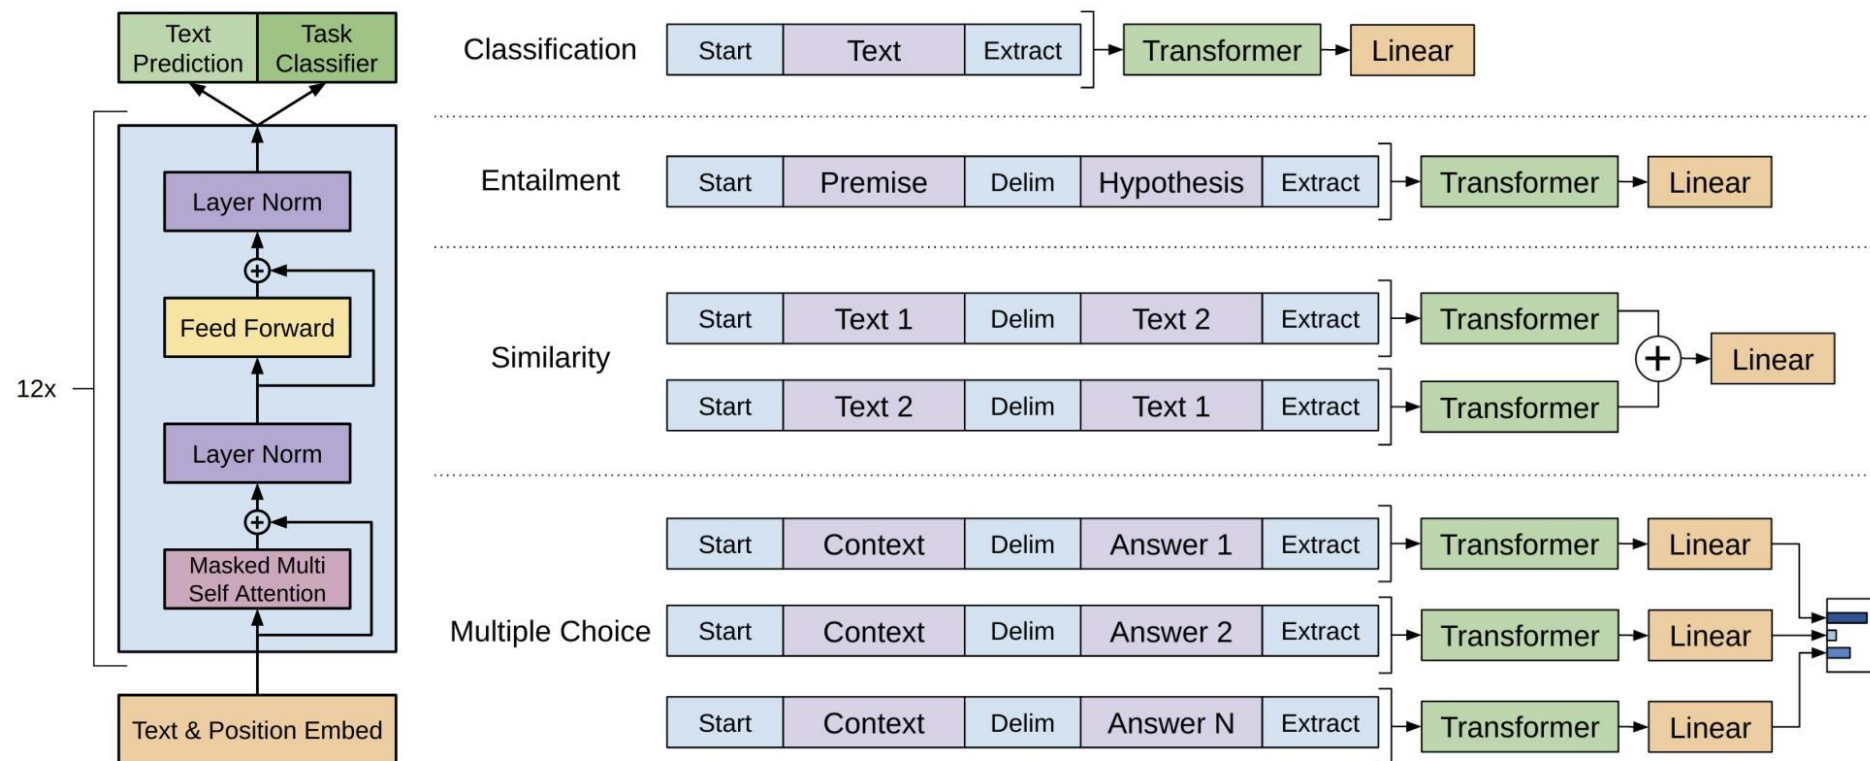 Text
Prediction
Task
Classifier
12x
Layer Norm
Feed Forward
Layer Norm
Masked Multi
Self Attention
Text & Position Embed
Classification
Start Text Extract Transformer Linear
Entailment
Start Premise Delim Hypothesis Extract Transformer Linear
Similarity
Start Text 1 Delim Text 2 Extract Transformer
+ Linear
Start Text 2 Delim Text 1 Extract Transformer
Multiple Choice
Start Context Delim Answer 1 Extract Transformer Linear
Start Context Delim Answer 2 Extract Transformer Linear
Start Context Delim Answer N Extract Transformer Linear